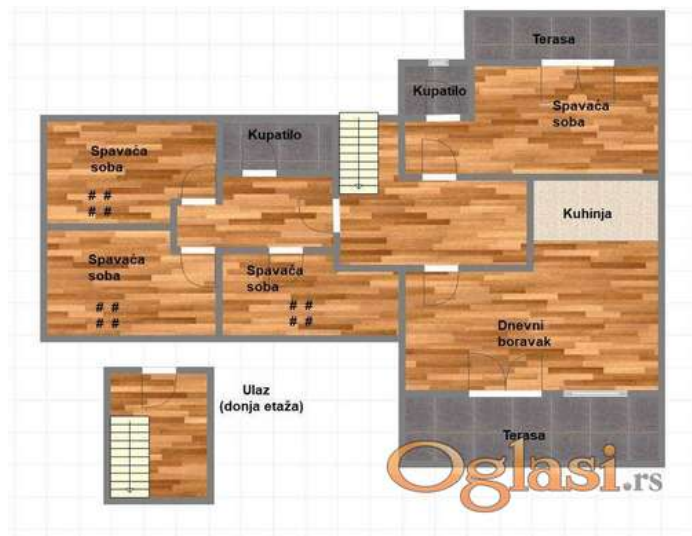 Terasa
Kupatilo
Spavaća
soba
Kupatilo
Spavaća
soba
# #
# #
Kuhinja
Spavaća
soba
# #
# #
Spavaća
soba
# #
# #
Dnevni
boravak
Ulaz
(donja etaža)
Terasa
Oglasi.rs